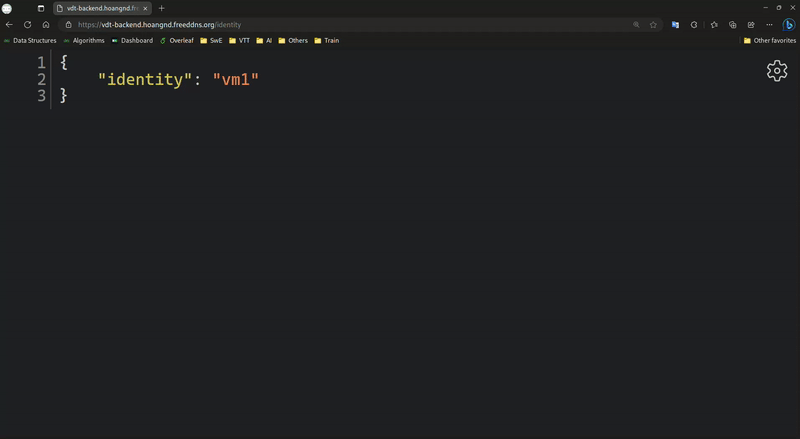 vdt-backend.hoangnd.fre
https://vdt-backend.hoangnd.freeddns.org/identity
Data Structures Algorithms Dashboard Overleaf SwE VTT AI Others Train Other favorites
1 {
2 "identity": "vm1"
3 }